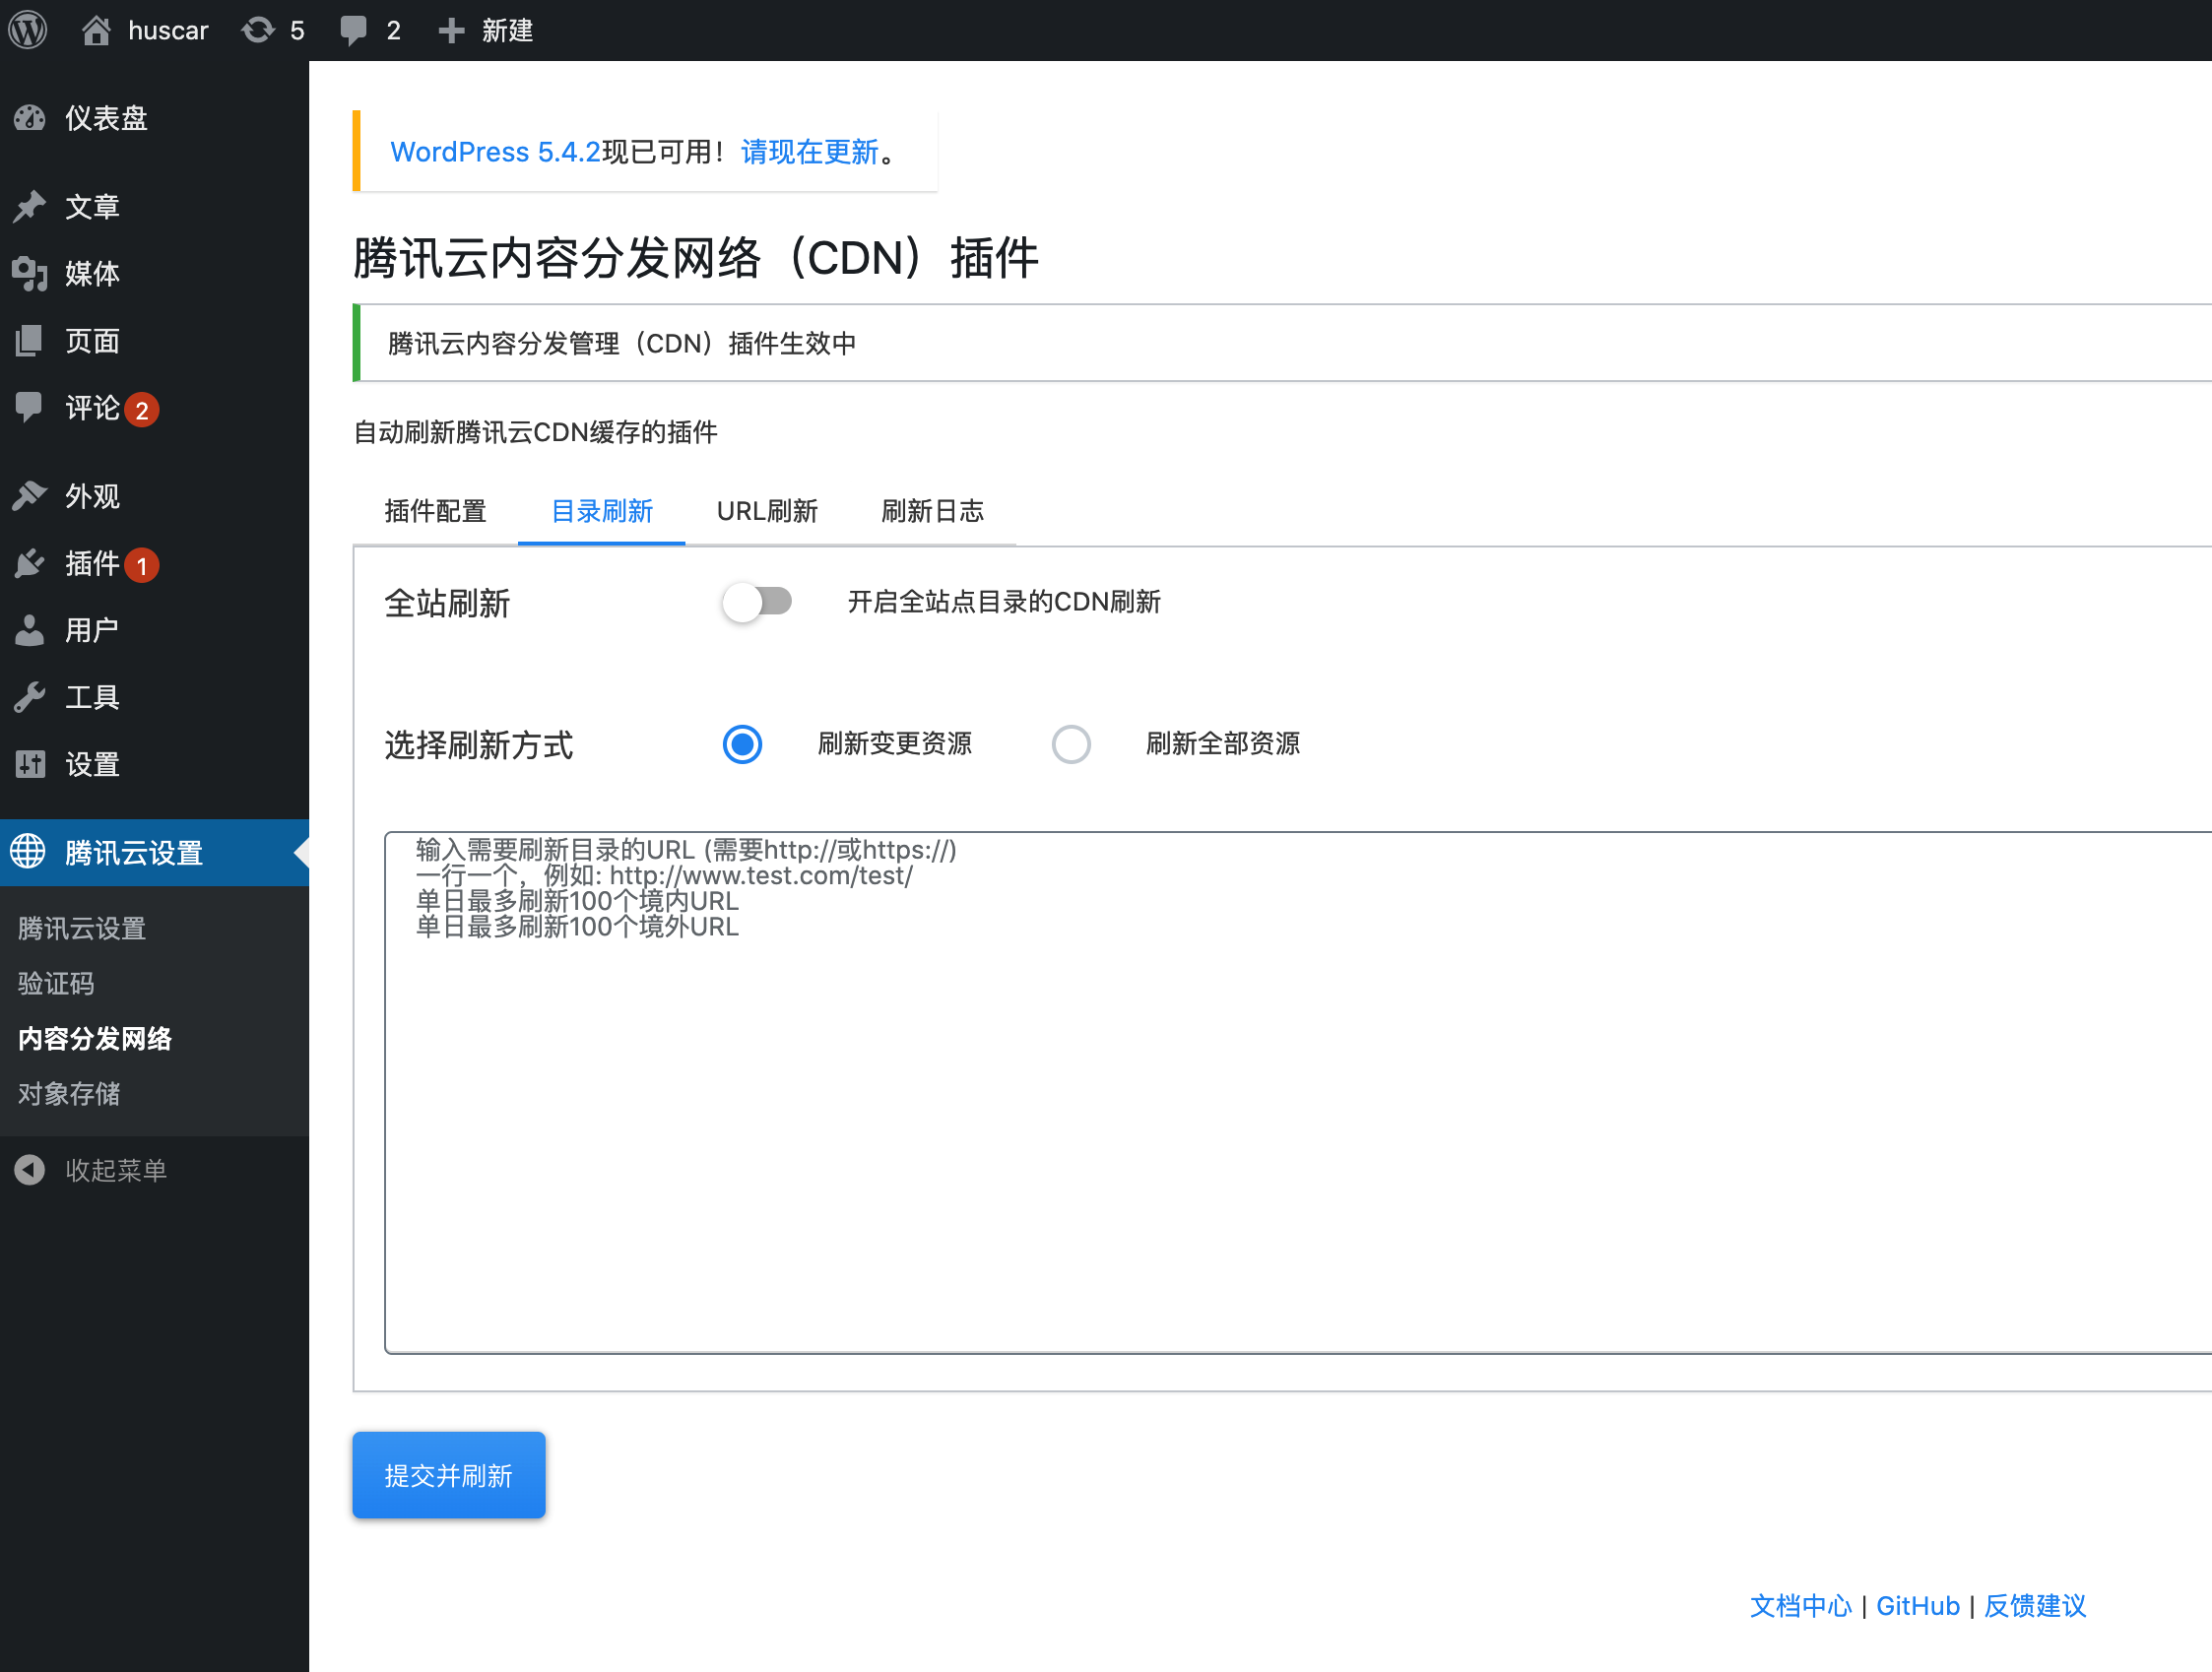 huscar 5 2 新建
仪表盘
文章
媒体
页面
评论 2
外观
插件 1
用户
工具
设置
腾讯云设置
腾讯云设置
验证码
内容分发网络
对象存储
收起菜单
WordPress 5.4.2现已可用！请现在更新。
腾讯云内容分发网络（CDN）插件
腾讯云内容分发管理（CDN）插件生效中
自动刷新腾讯云CDN缓存的插件
插件配置 目录刷新 URL刷新 刷新日志
全站刷新 开启全站点目录的CDN刷新
选择刷新方式 刷新变更资源 刷新全部资源
输入需要刷新目录的URL (需要http://或https://)
一行一个，例如: http://www.test.com/test/
单日最多刷新100个境内URL
单日最多刷新100个境外URL
提交并刷新
文档中心 | GitHub | 反馈建议